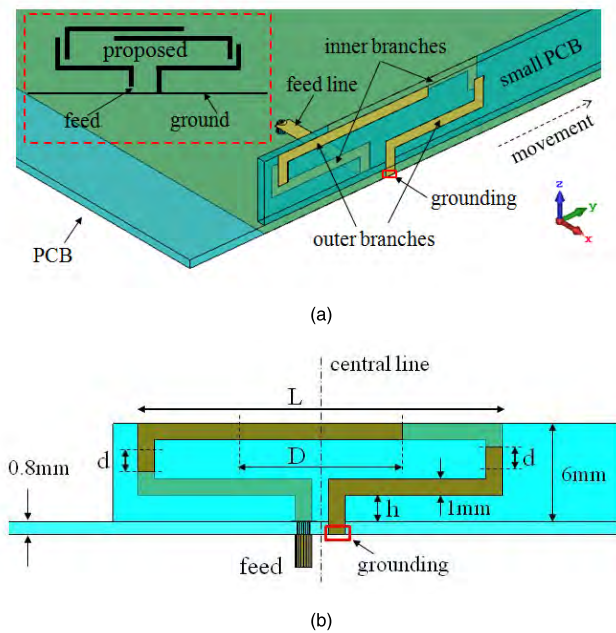 proposed
feed
ground
inner branches
feed line
small PCB
movement
grounding
outer branches
PCB
z
y
x
(a)
central line
L
d
D
d
0.8mm
6mm
h
1mm
feed
grounding
(b)